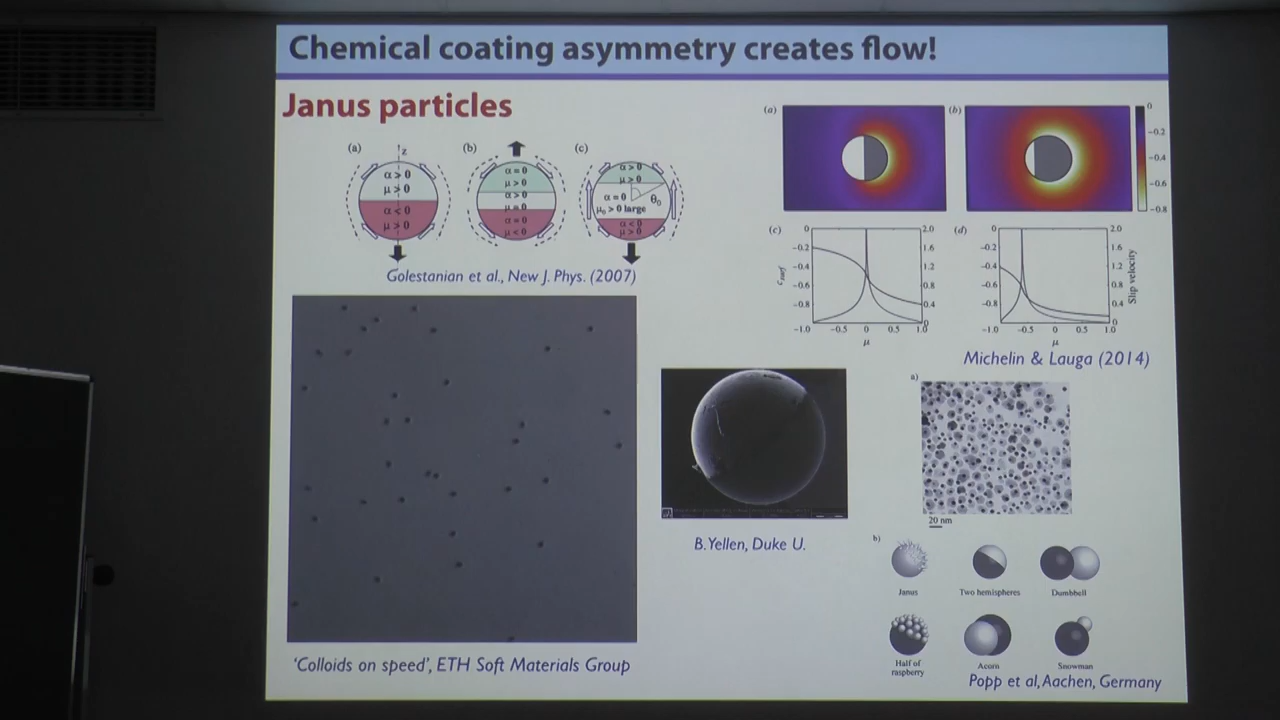 Chemical coating asymmetry creates flow!
Janus particles
(a)
z
α > 0
μ > 0
α < 0
μ > 0
(b)
α = 0
μ > 0
α > 0
μ = 0
α = 0
μ < 0
(c)
α > 0
μ > 0
α = 0
μ₀ > 0 large
θ₀
α < 0
μ > 0
Golestanian et al., New J. Phys. (2007)
(a)
(b)
0
−0.2
−0.4
−0.6
−0.8
(c)
0
−0.2
−0.4
−0.6
−0.8
−1.0
c surf
−0.5
0
0.5
1.0
μ
2.0
1.6
1.2
0.8
0.4
0
(d)
0
−0.2
−0.4
−0.6
−0.8
−1.0
−0.5
0
0.5
1.0
μ
2.0
1.6
1.2
0.8
0.4
0
Slip velocity
Michelin & Lauga (2014)
'Colloids on speed', ETH Soft Materials Group
B. Yellen, Duke U.
a)
20 nm
b)
Janus
Two hemispheres
Dumbbell
Half of
raspberry
Acorn
Snowman
Popp et al, Aachen, Germany